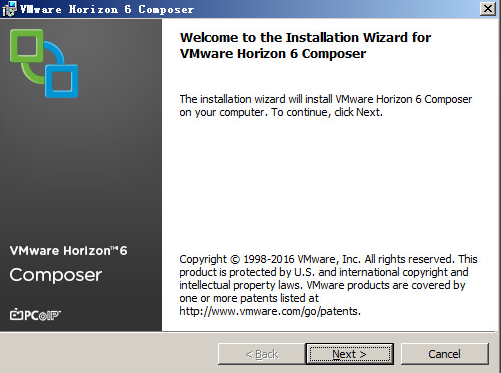 VMware Horizon 6 Composer
Welcome to the Installation Wizard for
VMware Horizon 6 Composer
The installation wizard will install VMware Horizon 6 Composer
on your computer. To continue, click Next.
VMware Horizon™6
Composer
PCoIP
Copyright © 1998-2016 VMware, Inc. All rights reserved. This
product is protected by U.S. and international copyright and
intellectual property laws. VMware products are covered by
one or more patents listed at
http://www.vmware.com/go/patents.
< Back
Next >
Cancel